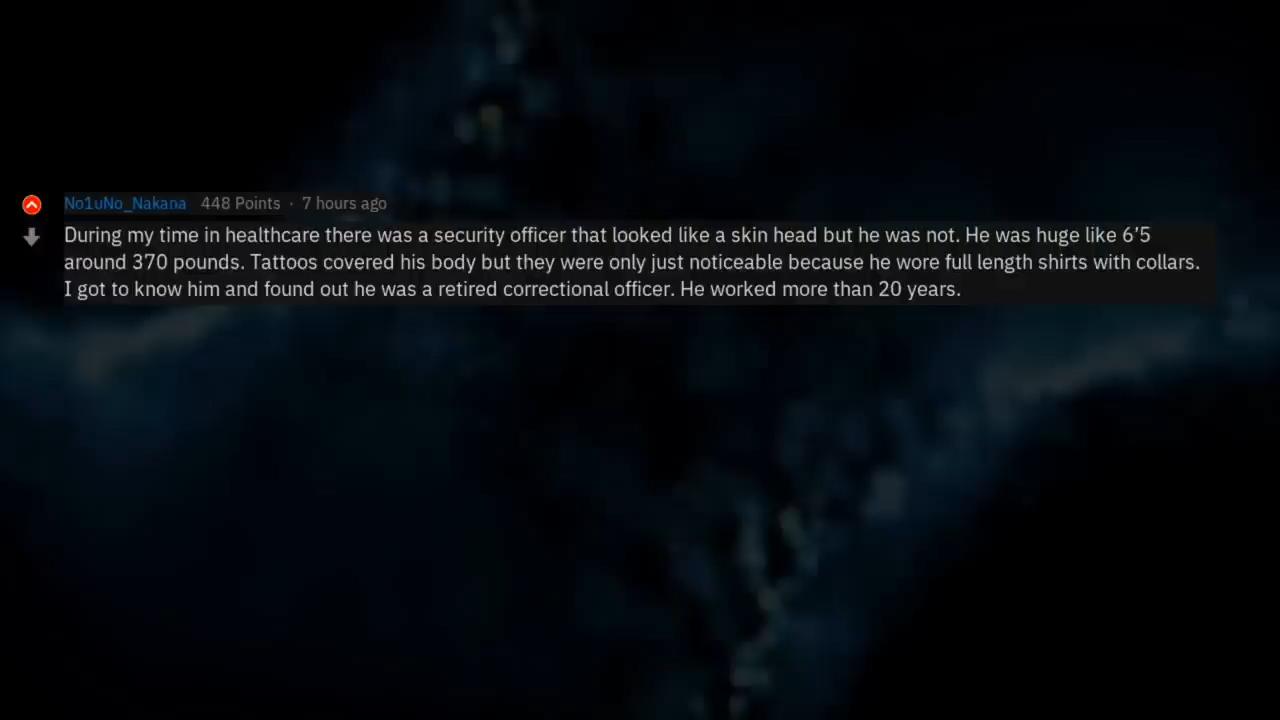 No1uNo_Nakana 448 Points · 7 hours ago
During my time in healthcare there was a security officer that looked like a skin head but he was not. He was huge like 6’5
around 370 pounds. Tattoos covered his body but they were only just noticeable because he wore full length shirts with collars.
I got to know him and found out he was a retired correctional officer. He worked more than 20 years.